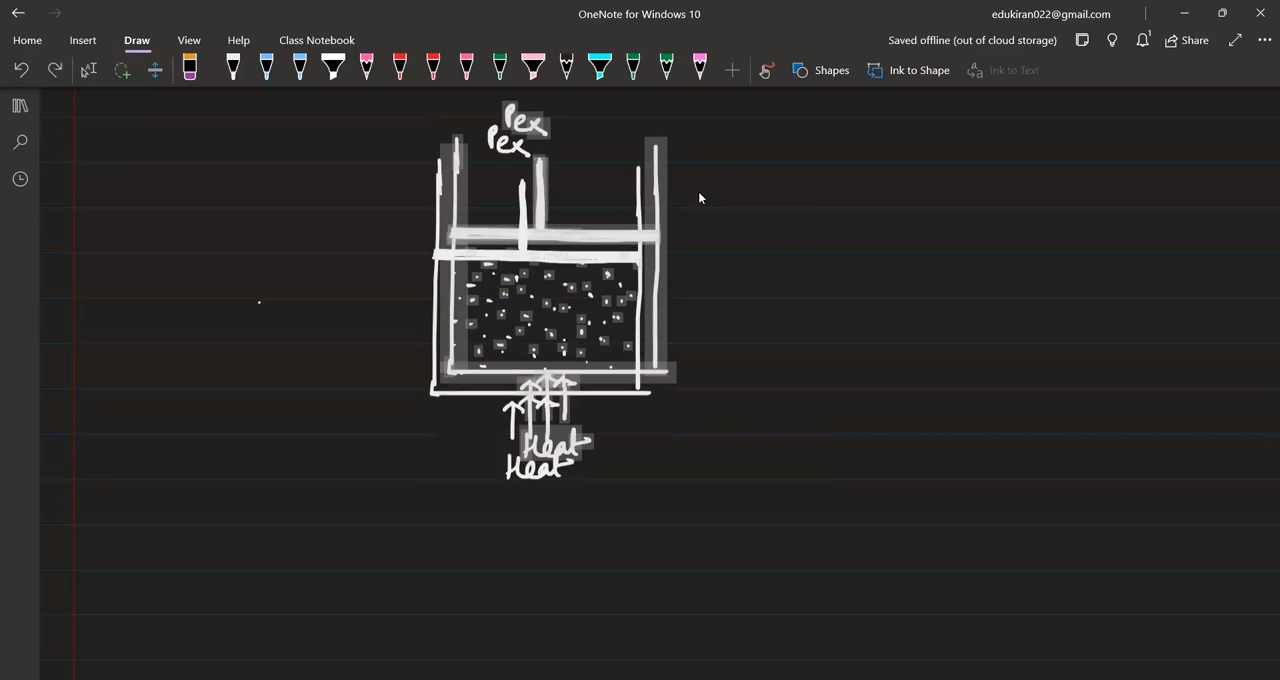 OneNote for Windows 10
edukiran022@gmail.com
Home Insert Draw View Help Class Notebook
Saved offline (out of cloud storage)
1
Share
Shapes
Ink to Shape
Ink to Text
Pex
Pex
Heat
Heat